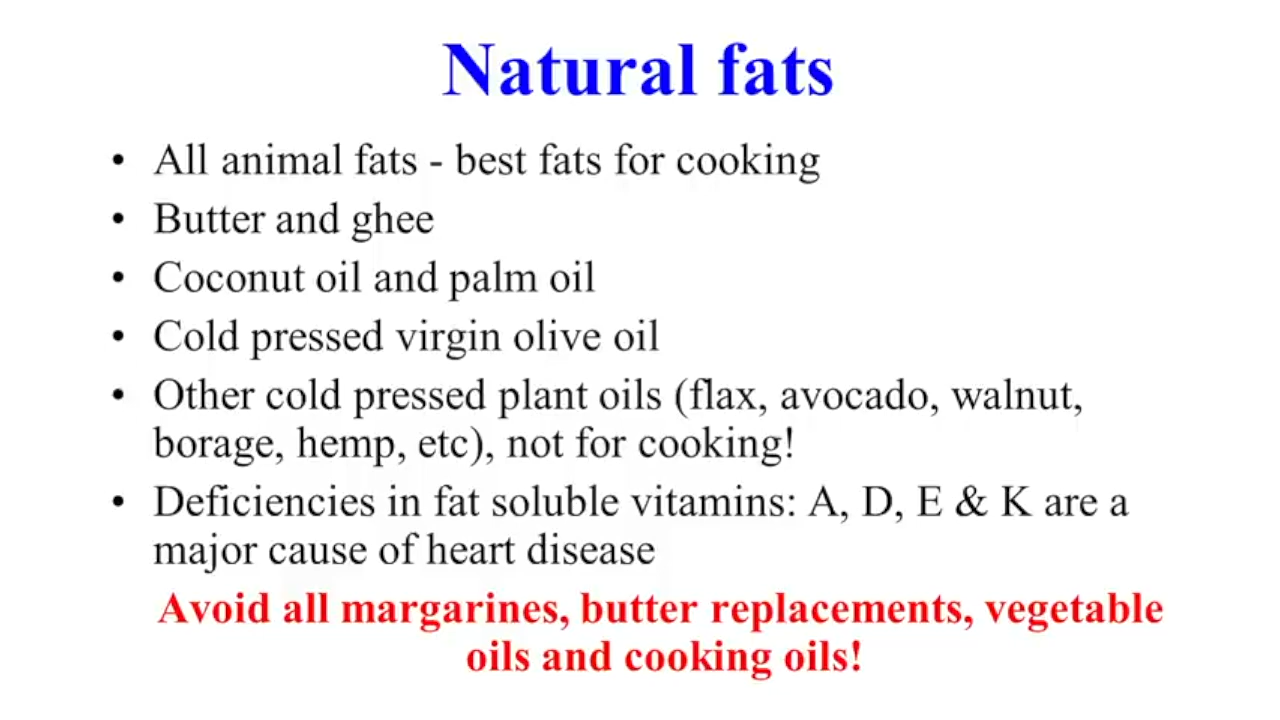 Natural fats
• All animal fats - best fats for cooking
• Butter and ghee
• Coconut oil and palm oil
• Cold pressed virgin olive oil
• Other cold pressed plant oils (flax, avocado, walnut,
borage, hemp, etc), not for cooking!
• Deficiencies in fat soluble vitamins: A, D, E & K are a
major cause of heart disease
Avoid all margarines, butter replacements, vegetable
oils and cooking oils!